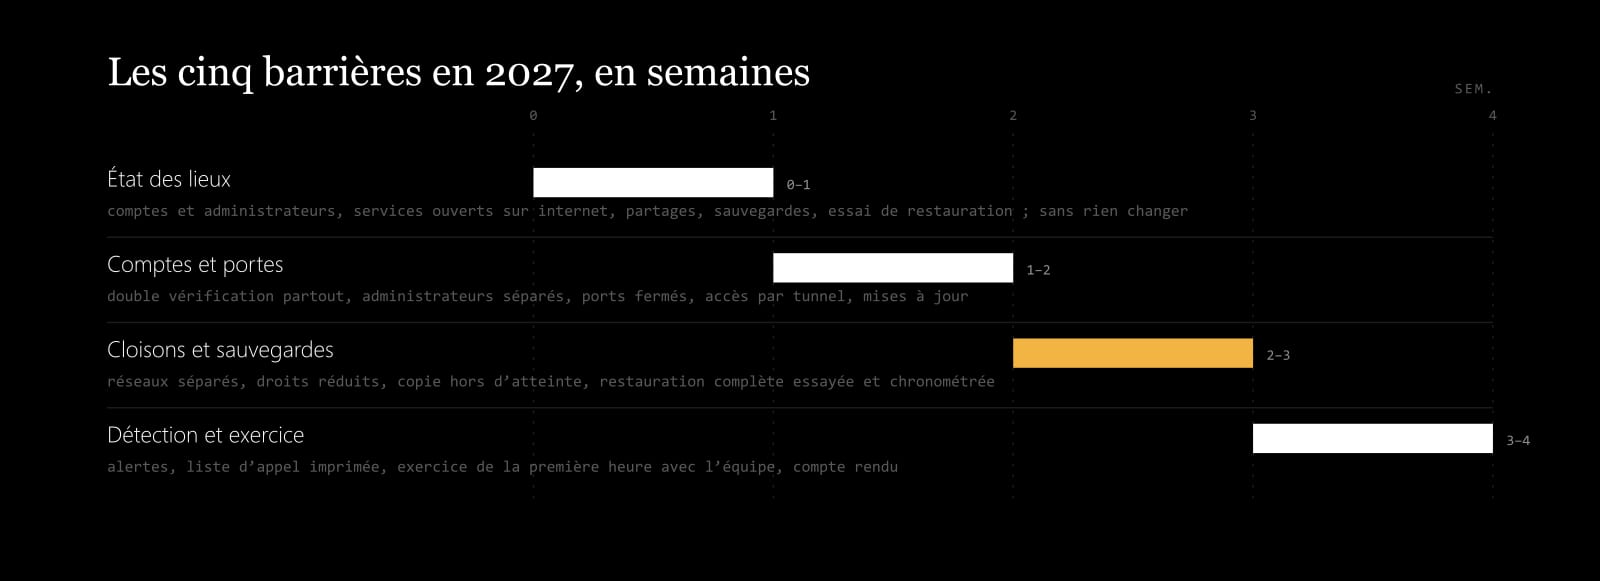 Les cinq barrières en 2027, en semaines
SEM.
0 1 2 3 4
État des lieux
0–1
comptes et administrateurs, services ouverts sur internet, partages, sauvegardes, essai de restauration ; sans rien changer
Comptes et portes
1–2
double vérification partout, administrateurs séparés, ports fermés, accès par tunnel, mises à jour
Cloisons et sauvegardes
2–3
réseaux séparés, droits réduits, copie hors d’atteinte, restauration complète essayée et chronométrée
Détection et exercice
3–4
alertes, liste d’appel imprimée, exercice de la première heure avec l’équipe, compte rendu